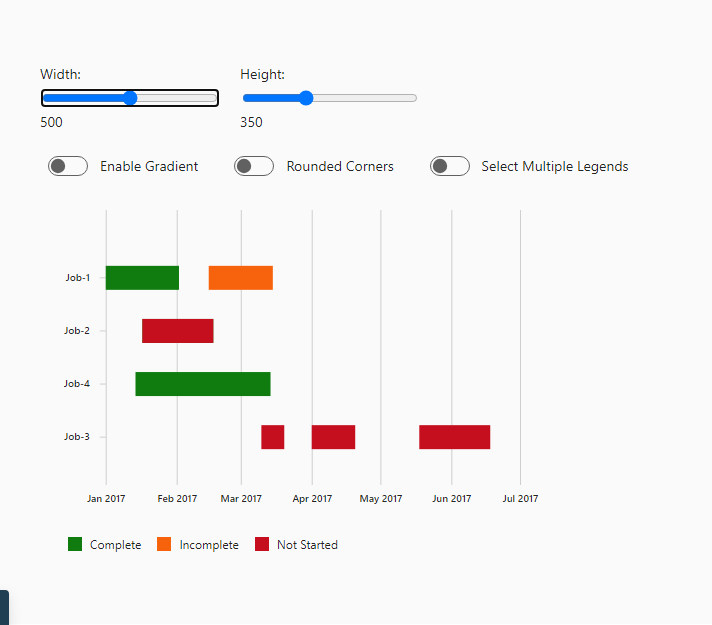 Width: Height:
500 350
Enable Gradient Rounded Corners Select Multiple Legends
Job-1
Job-2
Job-4
Job-3
Jan 2017 Feb 2017 Mar 2017 Apr 2017 May 2017 Jun 2017 Jul 2017
Complete Incomplete Not Started